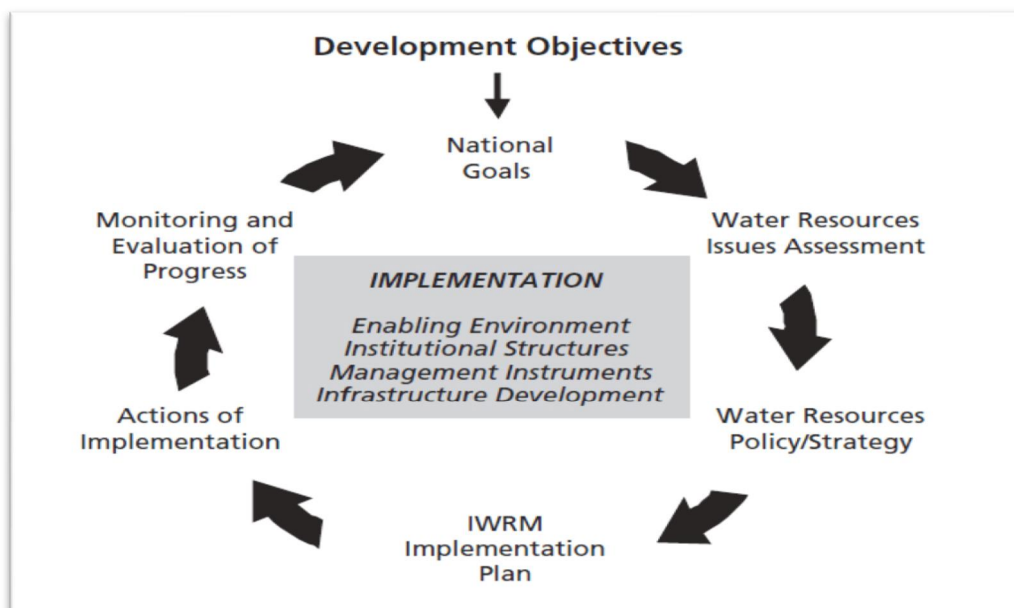 Development Objectives
National
Goals
Water Resources
Issues Assessment
Water Resources
Policy/Strategy
IWRM
Implementation
Plan
Actions of
Implementation
Monitoring and
Evaluation of
Progress
IMPLEMENTATION
Enabling Environment
Institutional Structures
Management Instruments
Infrastructure Development